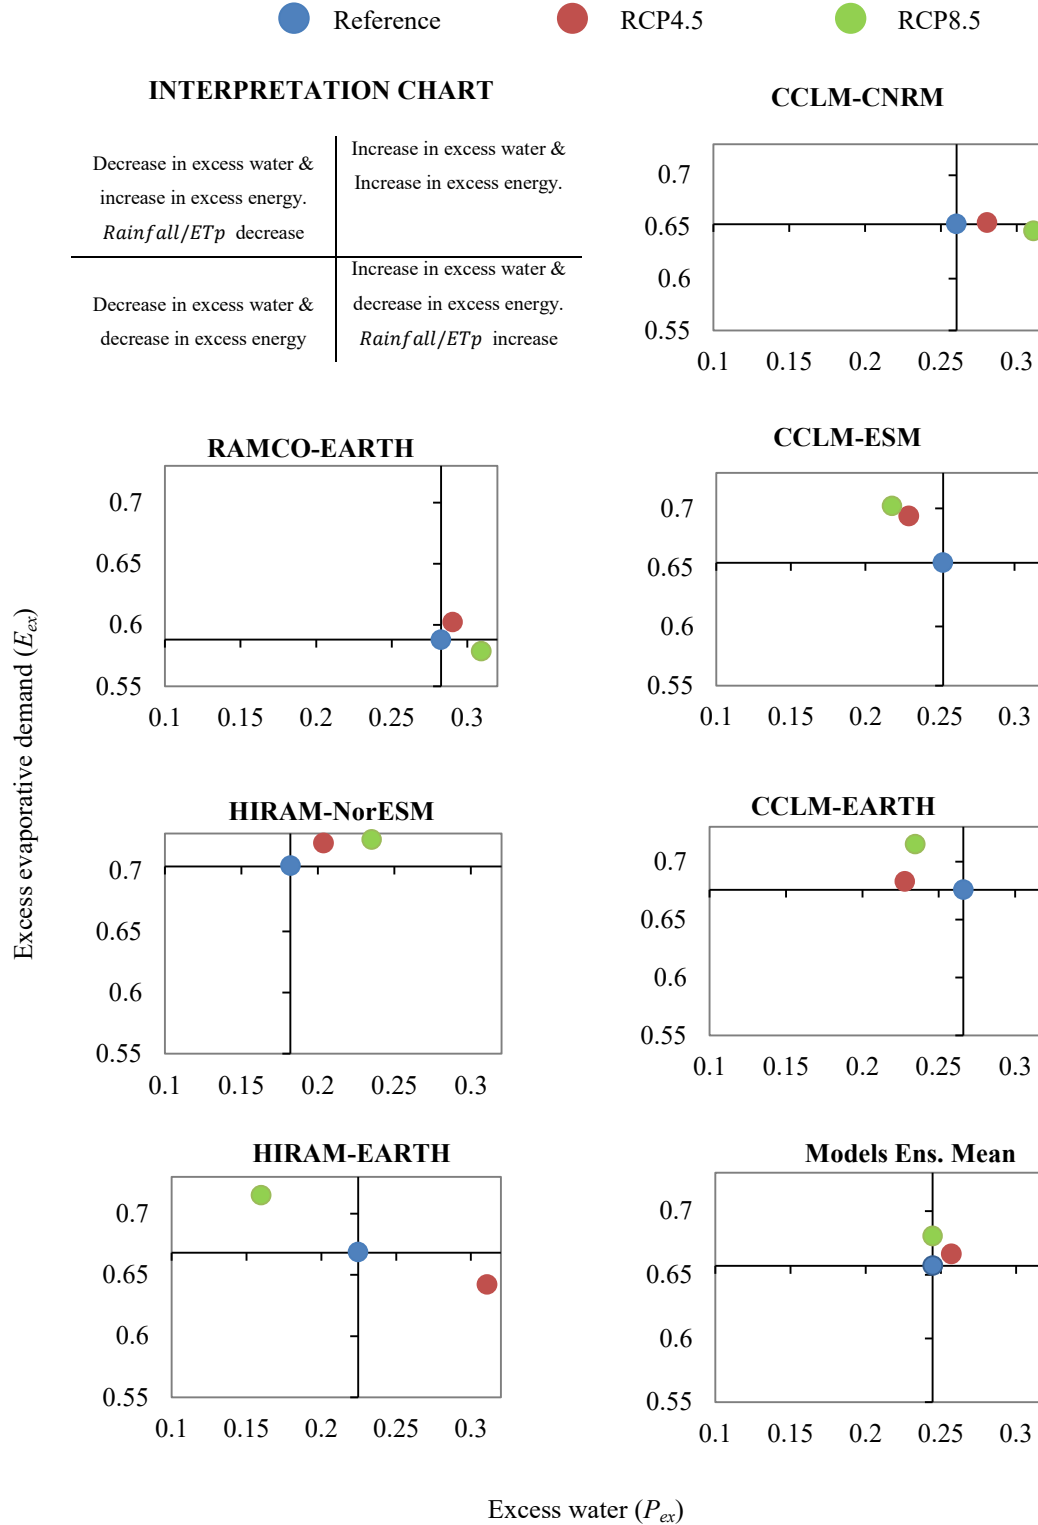 Reference
RCP4.5
RCP8.5
INTERPRETATION CHART
Decrease in excess water &
increase in excess energy.
Rainfall/ETp decrease
Increase in excess water &
Increase in excess energy.
Decrease in excess water &
decrease in excess energy
Increase in excess water &
decrease in excess energy.
Rainfall/ETp increase
CCLM-CNRM
0.7
0.65
0.6
0.55
0.1 0.15 0.2 0.25 0.3
RAMCO-EARTH
0.7
0.65
0.6
0.55
0.1 0.15 0.2 0.25 0.3
CCLM-ESM
0.7
0.65
0.6
0.55
0.1 0.15 0.2 0.25 0.3
Excess evaporative demand (Eex)
HIRAM-NorESM
0.7
0.65
0.6
0.55
0.1 0.15 0.2 0.25 0.3
CCLM-EARTH
0.7
0.65
0.6
0.55
0.1 0.15 0.2 0.25 0.3
HIRAM-EARTH
0.7
0.65
0.6
0.55
0.1 0.15 0.2 0.25 0.3
Models Ens. Mean
0.7
0.65
0.6
0.55
0.1 0.15 0.2 0.25 0.3
Excess water (Pex)